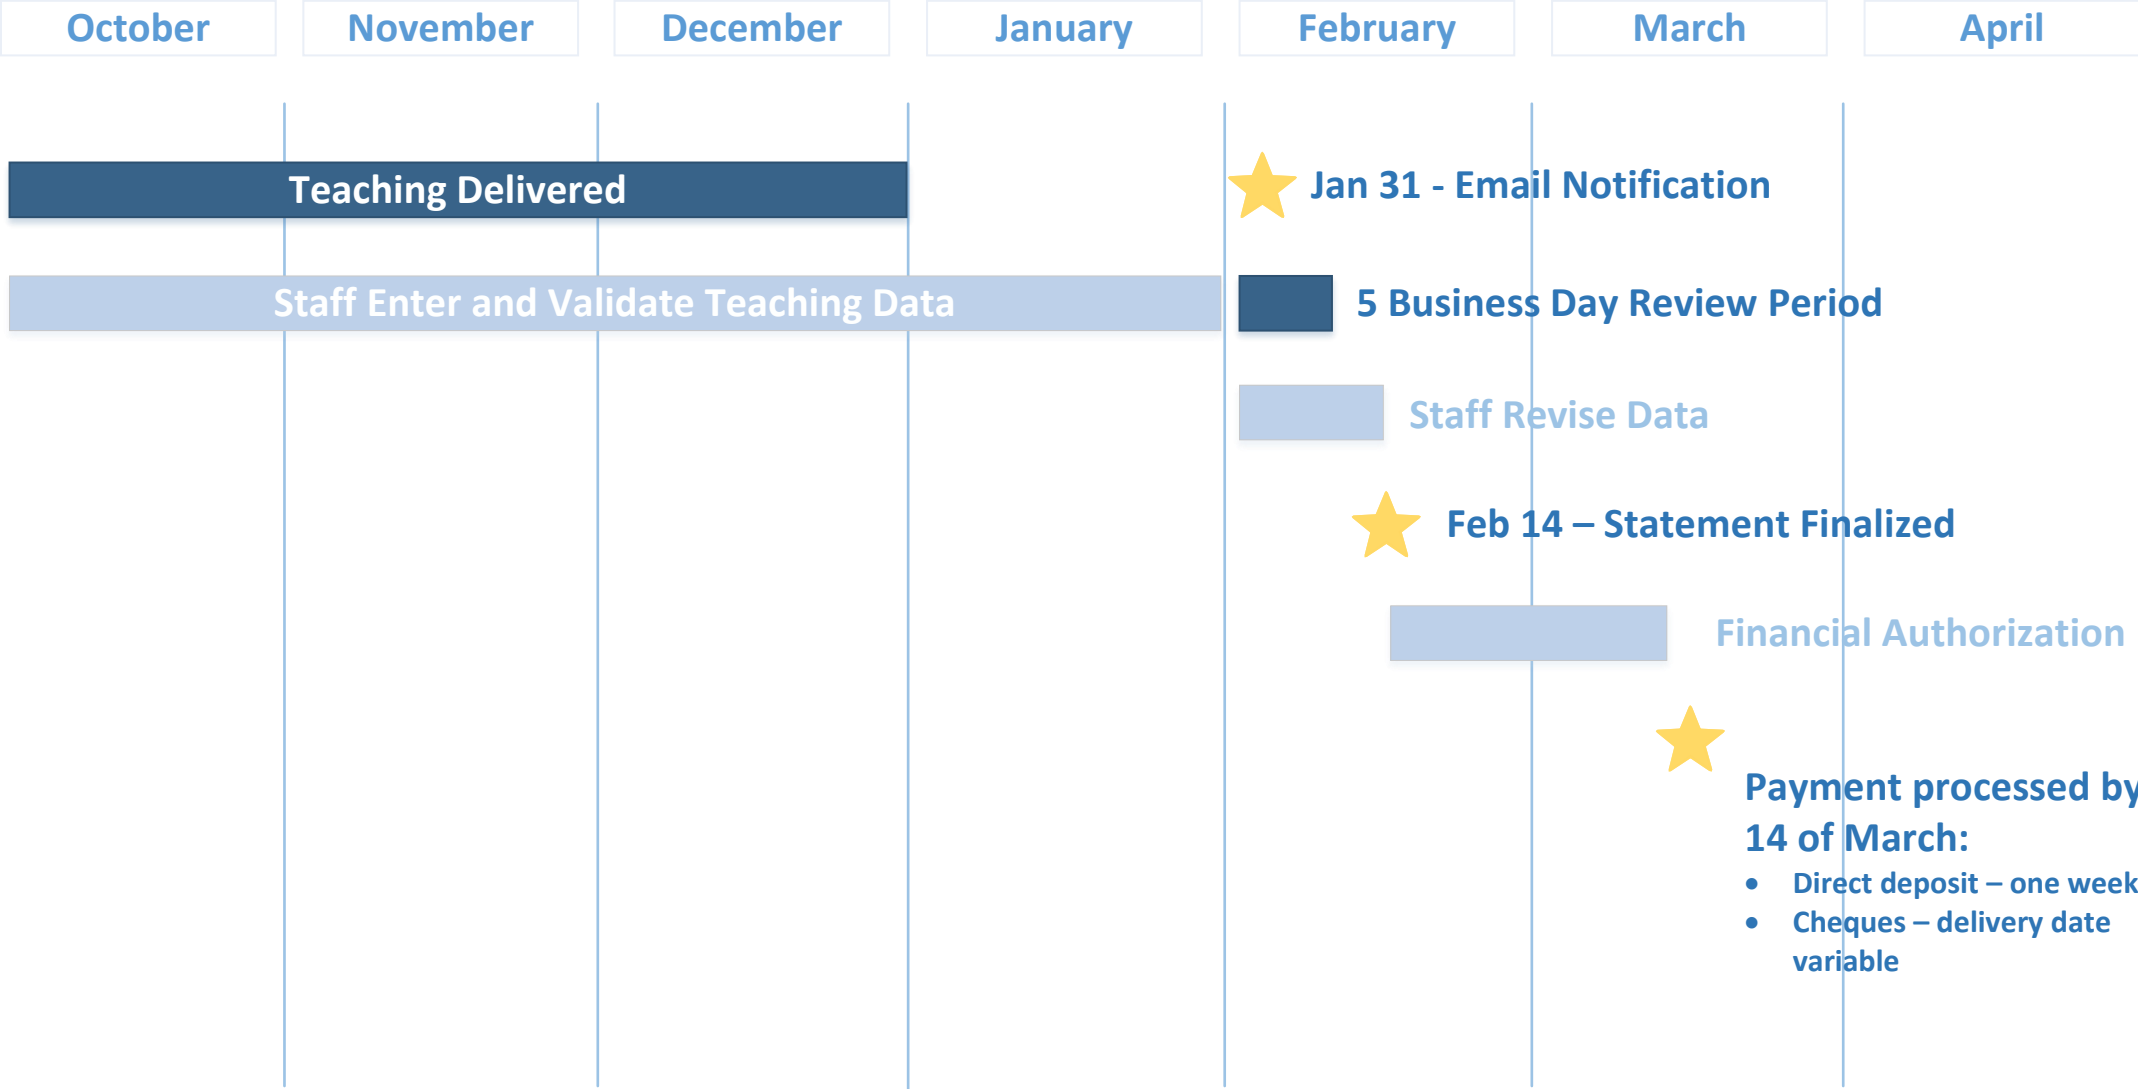 October
November
December
January
February
March
April
Teaching Delivered
Jan 31 - Email Notification
Staff Enter and Validate Teaching Data
5 Business Day Review Period
Staff Revise Data
Feb 14 – Statement Finalized
Financial Authorization
Payment processed by
14 of March:
• Direct deposit – one week
• Cheques – delivery date
variable